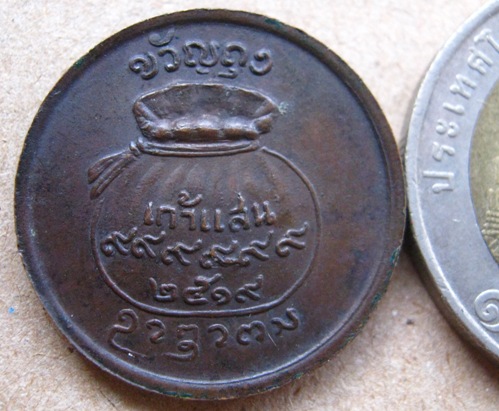 ขวัญถุง
เก้าแสน
๙๙๙๕๙๙
๒๕๑๙
ประเทศ